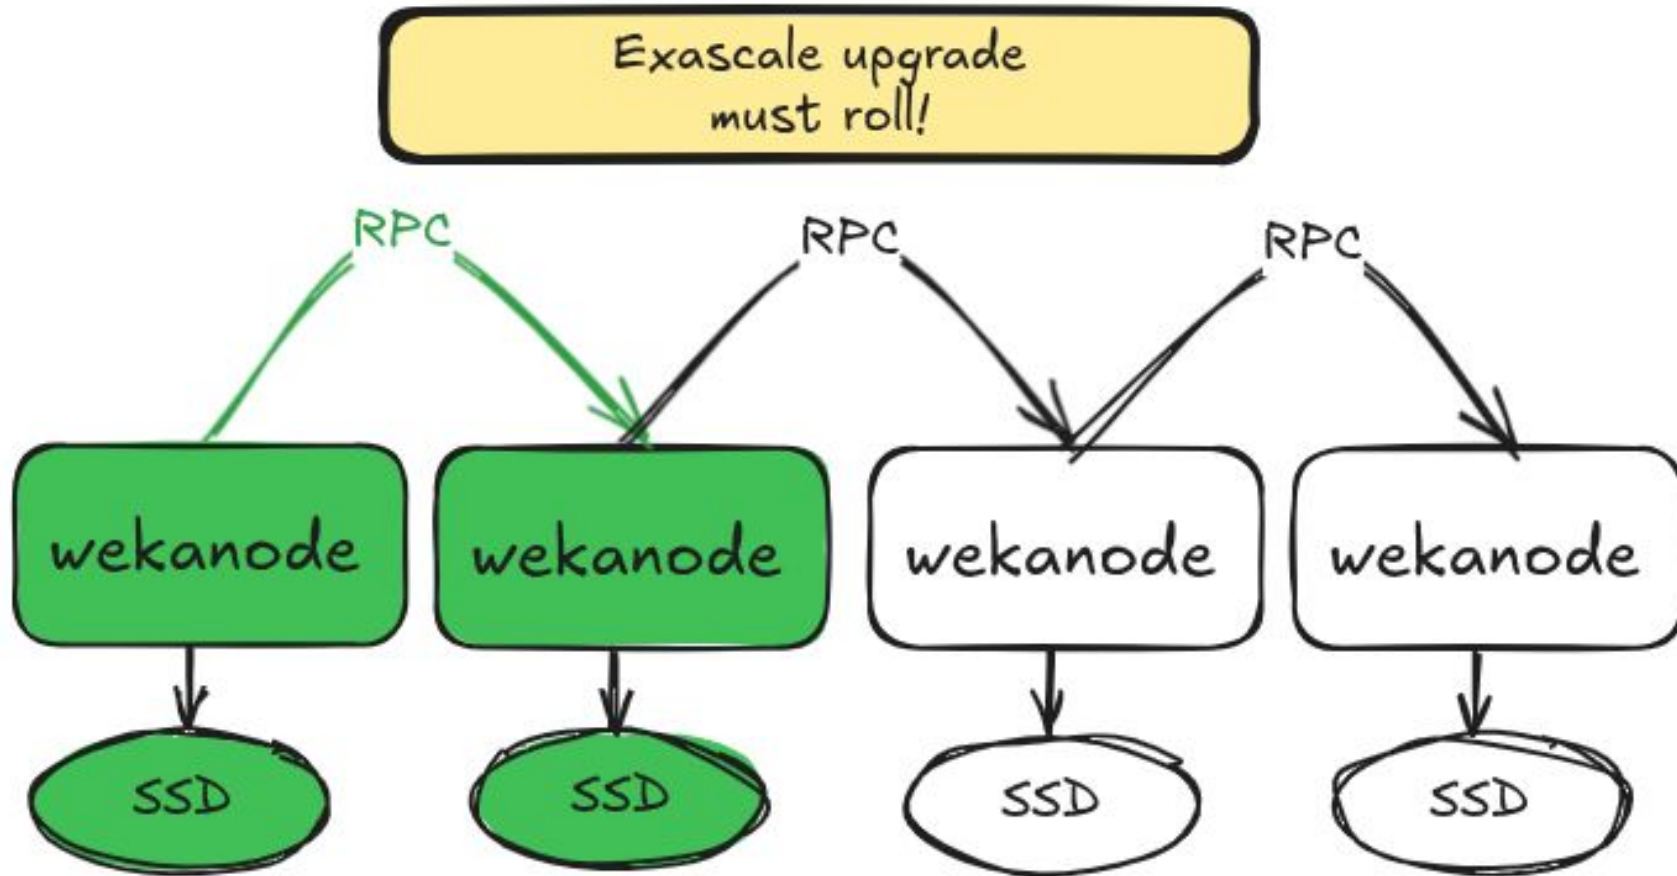 Exascale upgrade
must roll!
RPC
RPC
RPC
wekanode
wekanode
wekanode
wekanode
SSD
SSD
SSD
SSD